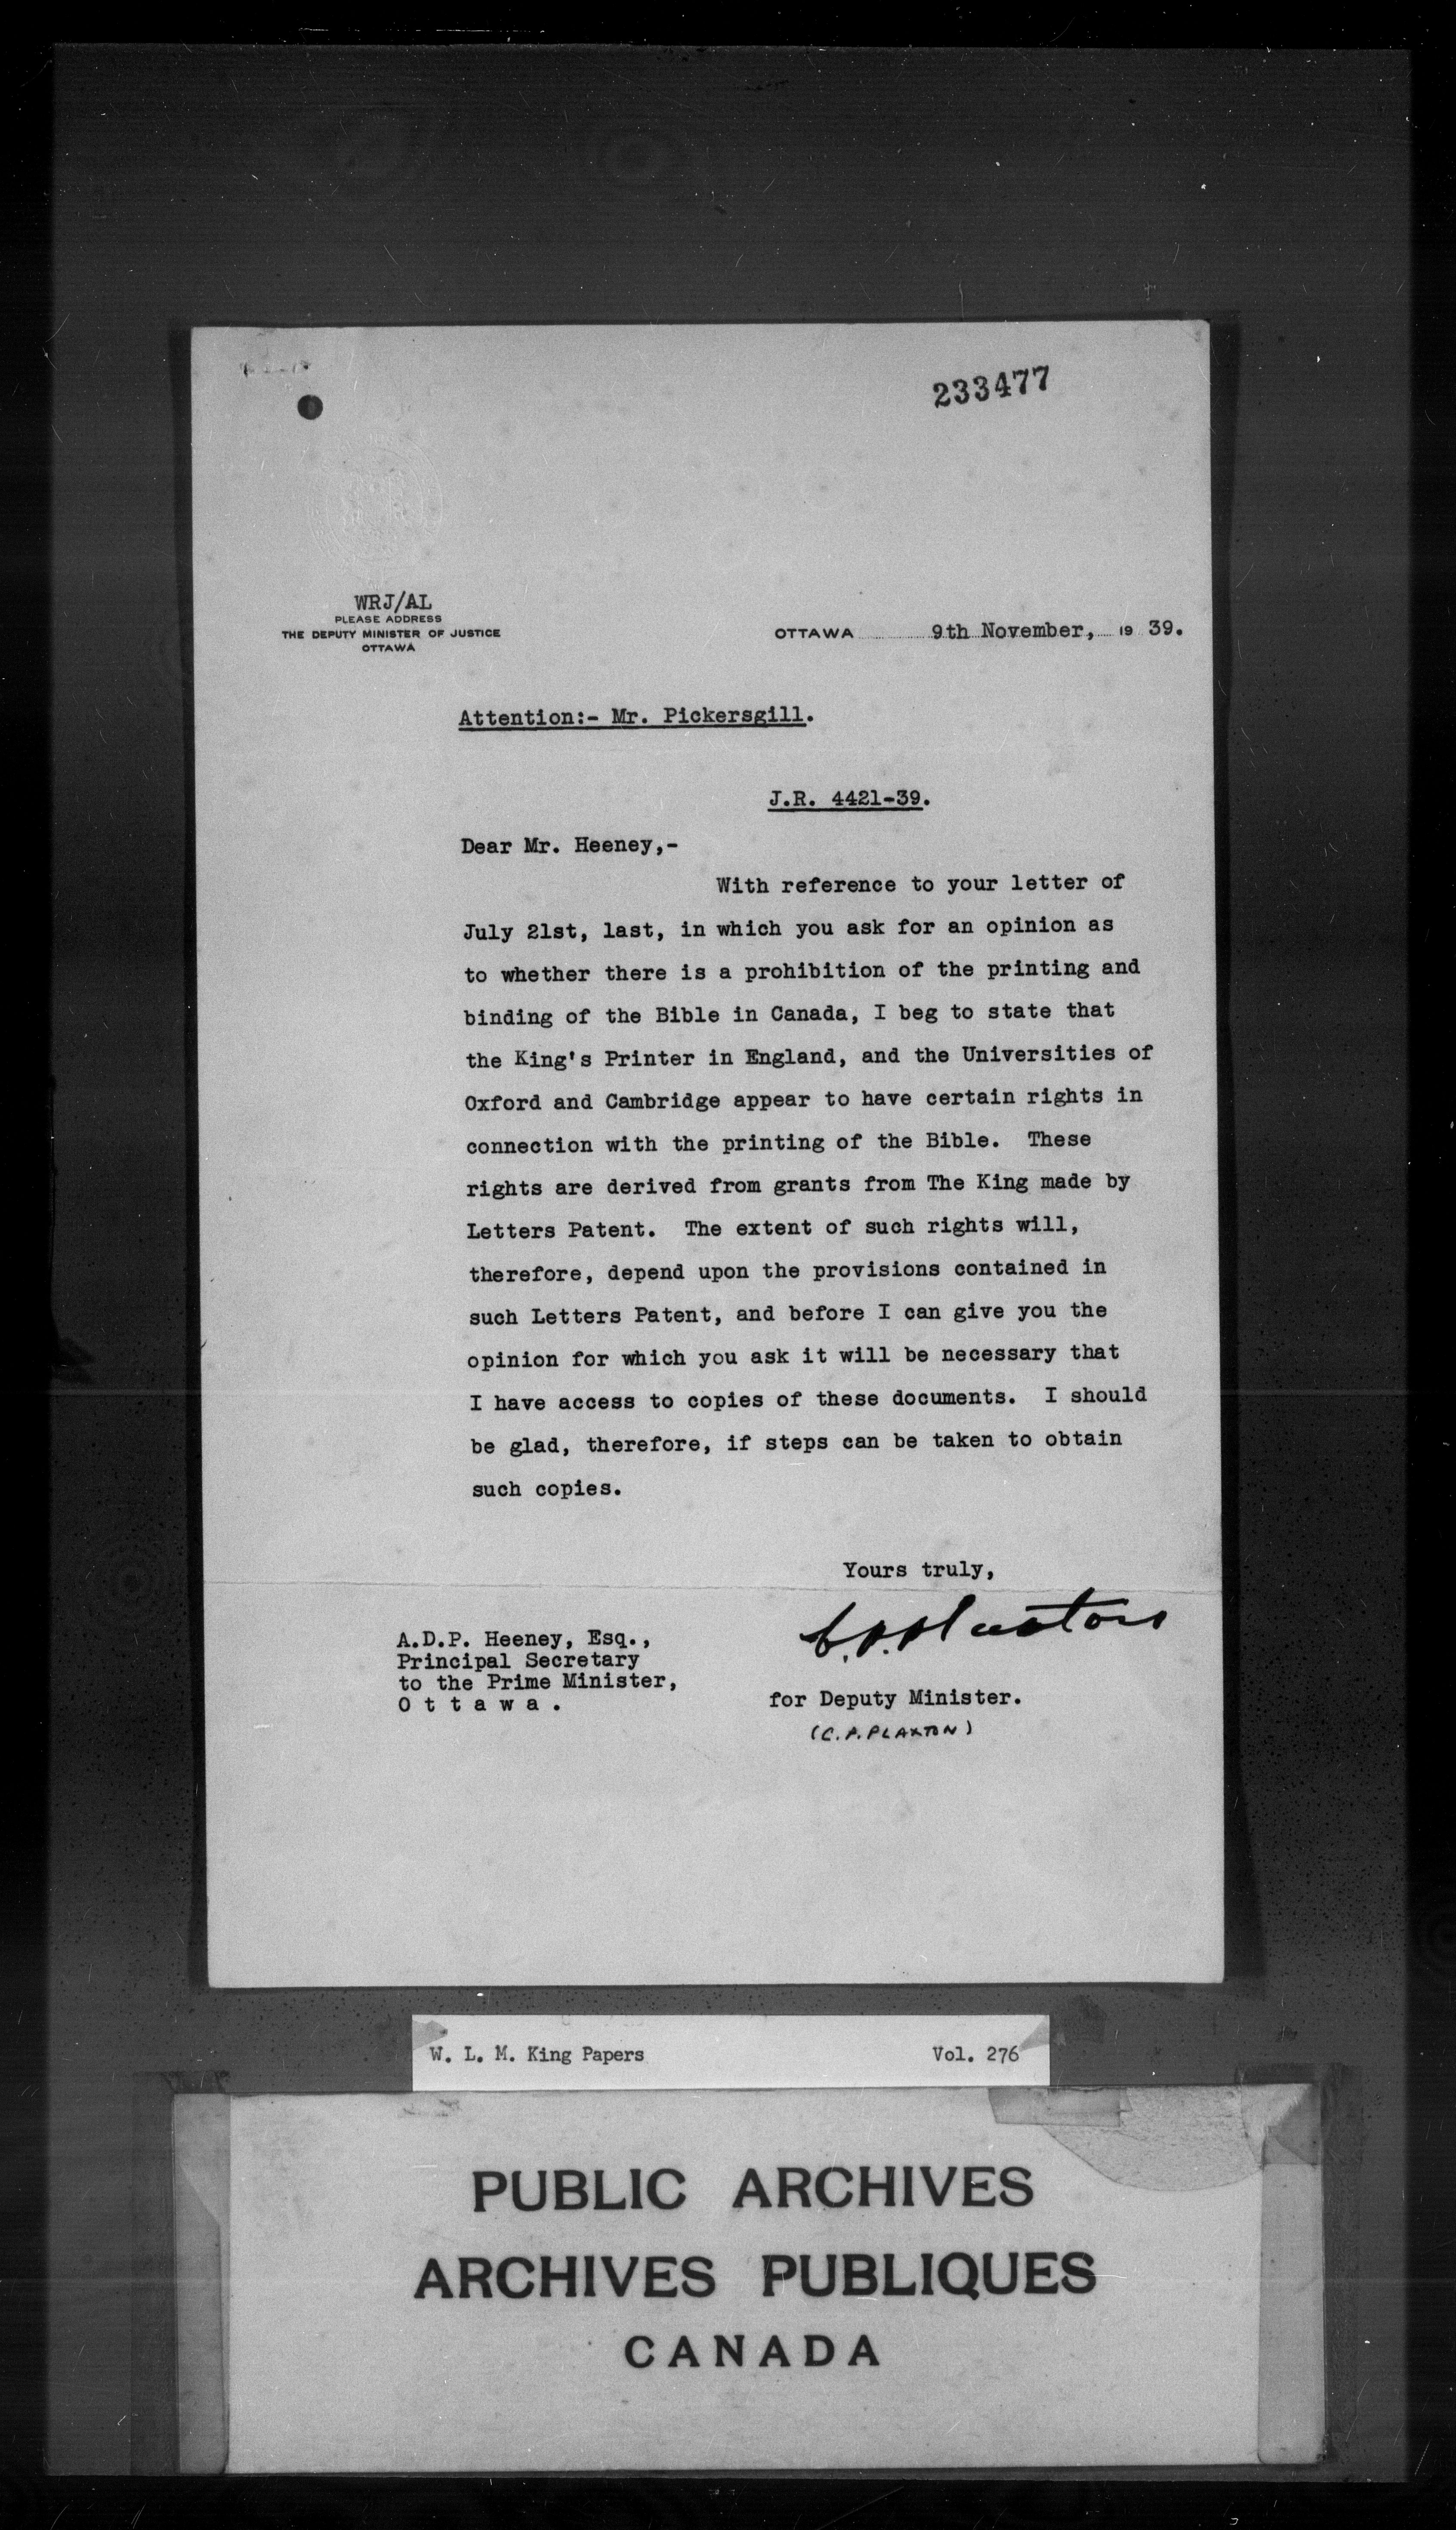 233477
WRJ/AL
PLEASE ADDRESS
THE DEPUTY MINISTER OF JUSTICE
OTTAWA
OTTAWA 9th November, 19 39.
Attention:- Mr. Pickersgill.
J.R. 4421-39.
Dear Mr. Heeney,-
With reference to your letter of
July 21st, last, in which you ask for an opinion as
to whether there is a prohibition of the printing and
binding of the Bible in Canada, I beg to state that
the King's Printer in England, and the Universities of
Oxford and Cambridge appear to have certain rights in
connection with the printing of the Bible. These
rights are derived from grants from The King made by
Letters Patent. The extent of such rights will,
therefore, depend upon the provisions contained in
such Letters Patent, and before I can give you the
opinion for which you ask it will be necessary that
I have access to copies of these documents. I should
be glad, therefore, if steps can be taken to obtain
such copies.
Yours truly,
C.P. Plaxton
A.D.P. Heeney, Esq.,
Principal Secretary
to the Prime Minister,
O t t a w a .
for Deputy Minister.
(C. P. PLAXTON)
W. L. M. King Papers Vol. 276
PUBLIC ARCHIVES
ARCHIVES PUBLIQUES
CANADA